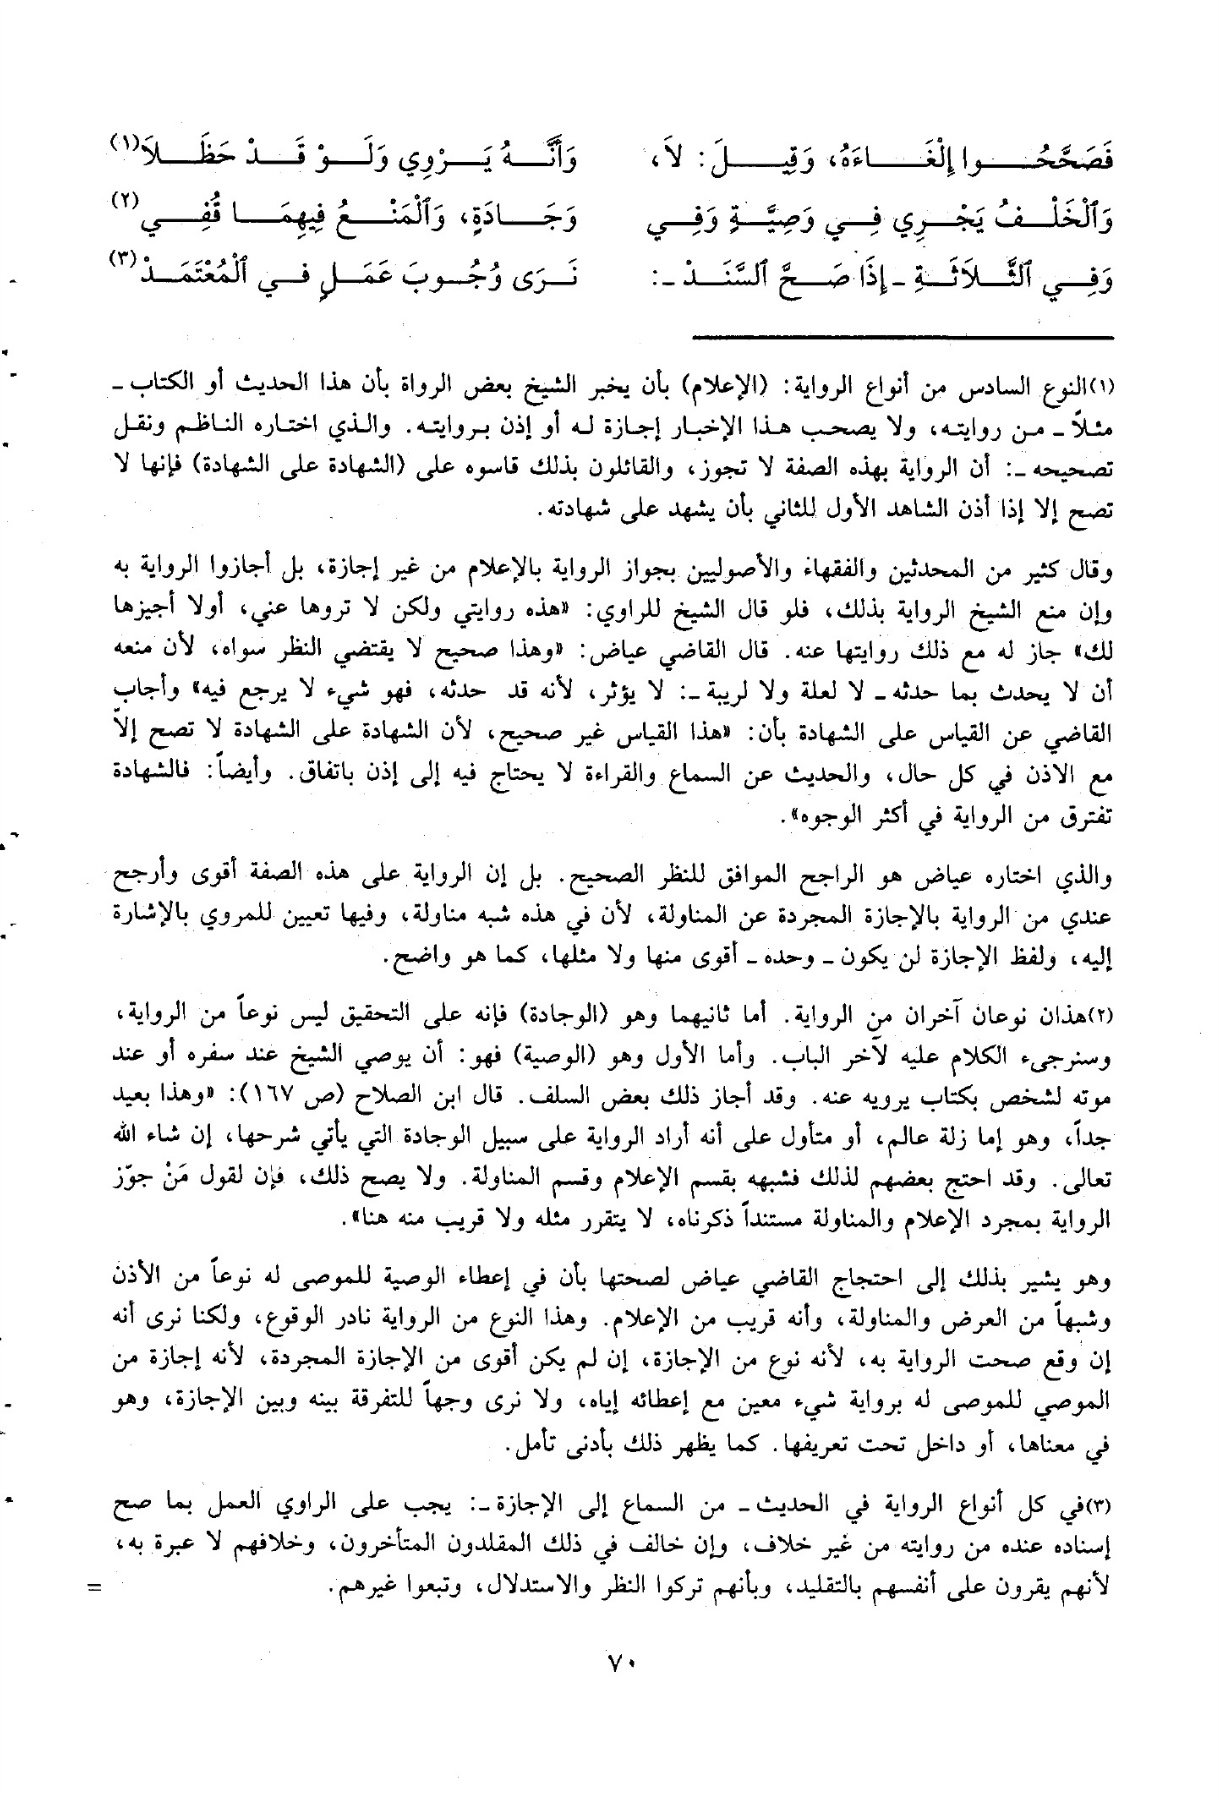 فَصَحَّحُوا إِلْغَاءَهُ، وَقِيلَ: لاَ، وَأَنَّهُ يَرْوِي وَلَوْ قَدْ حَظَلاَ(١)
وَٱلْخَلْفُ يَجْرِي فِي وَصِيَّةٍ وَفِي وَجَادَةٍ، وَٱلْمَنْعُ فِيهِمَا قُفِي(٢)
وَفِي ٱلثَّلاَثَةِ ـ إِذَا صَحَّ ٱلسَّنَدْ ـ: نَرَى وُجُوبَ عَمَلٍ فِي ٱلْمُعْتَمَدْ(٣)
(١)النوع السادس من أنواع الرواية: (الإعلام) بأن يخبر الشيخ بعض الرواة بأن هذا الحديث أو الكتاب ـ
مثلاً ـ من روايته، ولا يصحب هذا الإخبار إجازة له أو إذن بروايته. والذي اختاره الناظم ونقل
تصحيحه ـ: أن الرواية بهذه الصفة لا تجوز، والقائلون بذلك قاسوه على (الشهادة على الشهادة) فإنها لا
تصح إلا إذا أذن الشاهد الأول للثاني بأن يشهد على شهادته.
وقال كثير من المحدثين والفقهاء والأصوليين بجواز الرواية بالإعلام من غير إجازة، بل أجازوا الرواية به
وإن منع الشيخ الرواية بذلك، فلو قال الشيخ للراوي: «هذه روايتي ولكن لا تروها عني، أولا أجيزها
لك» جاز له مع ذلك روايتها عنه. قال القاضي عياض: «وهذا صحيح لا يقتضي النظر سواه، لأن منعه
أن لا يحدث بما حدثه ـ لا لعلة ولا لريبة ـ: لا يؤثر، لأنه قد حدثه، فهو شيء لا يرجع فيه» وأجاب
القاضي عن القياس على الشهادة بأن: «هذا القياس غير صحيح، لأن الشهادة على الشهادة لا تصح إلاّ
مع الاذن في كل حال، والحديث عن السماع والقراءة لا يحتاج فيه إلى إذن باتفاق. وأيضاً: فالشهادة
تفترق من الرواية في أكثر الوجوه».
والذي اختاره عياض هو الراجح الموافق للنظر الصحيح. بل إن الرواية على هذه الصفة أقوى وأرجح
عندي من الرواية بالإجازة المجردة عن المناولة، لأن في هذه شبه مناولة، وفيها تعيين للمروي بالإشارة
إليه، ولفظ الإجازة لن يكون ـ وحده ـ أقوى منها ولا مثلها، كما هو واضح.
(٢)هذان نوعان آخران من الرواية. أما ثانيهما وهو (الوجادة) فإنه على التحقيق ليس نوعاً من الرواية،
وسنرجىء الكلام عليه لآخر الباب. وأما الأول وهو (الوصية) فهو: أن يوصي الشيخ عند سفره أو عند
موته لشخص بكتاب يرويه عنه. وقد أجاز ذلك بعض السلف. قال ابن الصلاح (ص ١٦٧): «وهذا بعيد
جداً، وهو إما زلة عالم، أو متأول على أنه أراد الرواية على سبيل الوجادة التي يأتي شرحها، إن شاء الله
تعالى. وقد احتج بعضهم لذلك فشبهه بقسم الإعلام وقسم المناولة. ولا يصح ذلك، فإن لقول مَنْ جوّز
الرواية بمجرد الإعلام والمناولة مستنداً ذكرناه، لا يتقرر مثله ولا قريب منه هنا».
وهو يشير بذلك إلى احتجاج القاضي عياض لصحتها بأن في إعطاء الوصية للموصى له نوعاً من الأذن
وشبهاً من العرض والمناولة، وأنه قريب من الإعلام. وهذا النوع من الرواية نادر الوقوع، ولكنا نرى أنه
إن وقع صحت الرواية به، لأنه نوع من الإجازة، إن لم يكن أقوى من الإجازة المجردة، لأنه إجازة من
الموصي للموصى له برواية شيء معين مع إعطائه إياه، ولا نرى وجهاً للتفرقة بينه وبين الإجازة، وهو
في معناها، أو داخل تحت تعريفها. كما يظهر ذلك بأدنى تأمل.
(٣)في كل أنواع الرواية في الحديث ـ من السماع إلى الإجازة ـ: يجب على الراوي العمل بما صح
إسناده عنده من روايته من غير خلاف، وإن خالف في ذلك المقلدون المتأخرون، وخلافهم لا عبرة به،
لأنهم يقرون على أنفسهم بالتقليد، وبأنهم تركوا النظر والاستدلال، وتبعوا غيرهم. =
٧٠